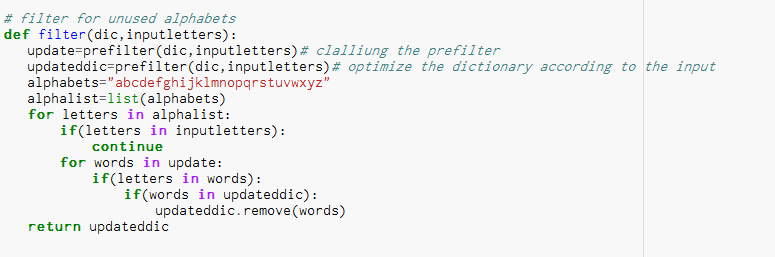 # filter for unused alphabets
def filter(dic,inputletters):
    update=prefilter(dic,inputletters)# clalliung the prefilter
    updateddic=prefilter(dic,inputletters)# optimize the dictionary according to the input
    alphabets="abcdefghijklmnopqrstuvwxyz"
    alphalist=list(alphabets)
    for letters in alphalist:
        if(letters in inputletters):
            continue
        for words in update:
            if(letters in words):
                if(words in updateddic):
                    updateddic.remove(words)
    return updateddic